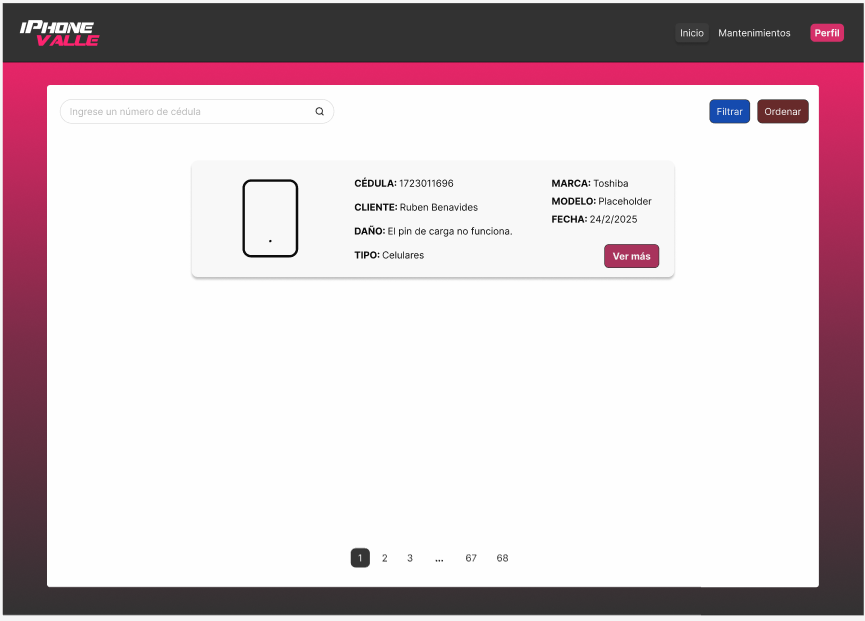 iPHONE
VALLE
Inicio Mantenimientos Perfil
Ingrese un número de cédula
Filtrar Ordenar
CÉDULA: 1723011696
CLIENTE: Ruben Benavides
DAÑO: El pin de carga no funciona.
TIPO: Celulares
MARCA: Toshiba
MODELO: Placeholder
FECHA: 24/2/2025
Ver más
1 2 3 ... 67 68